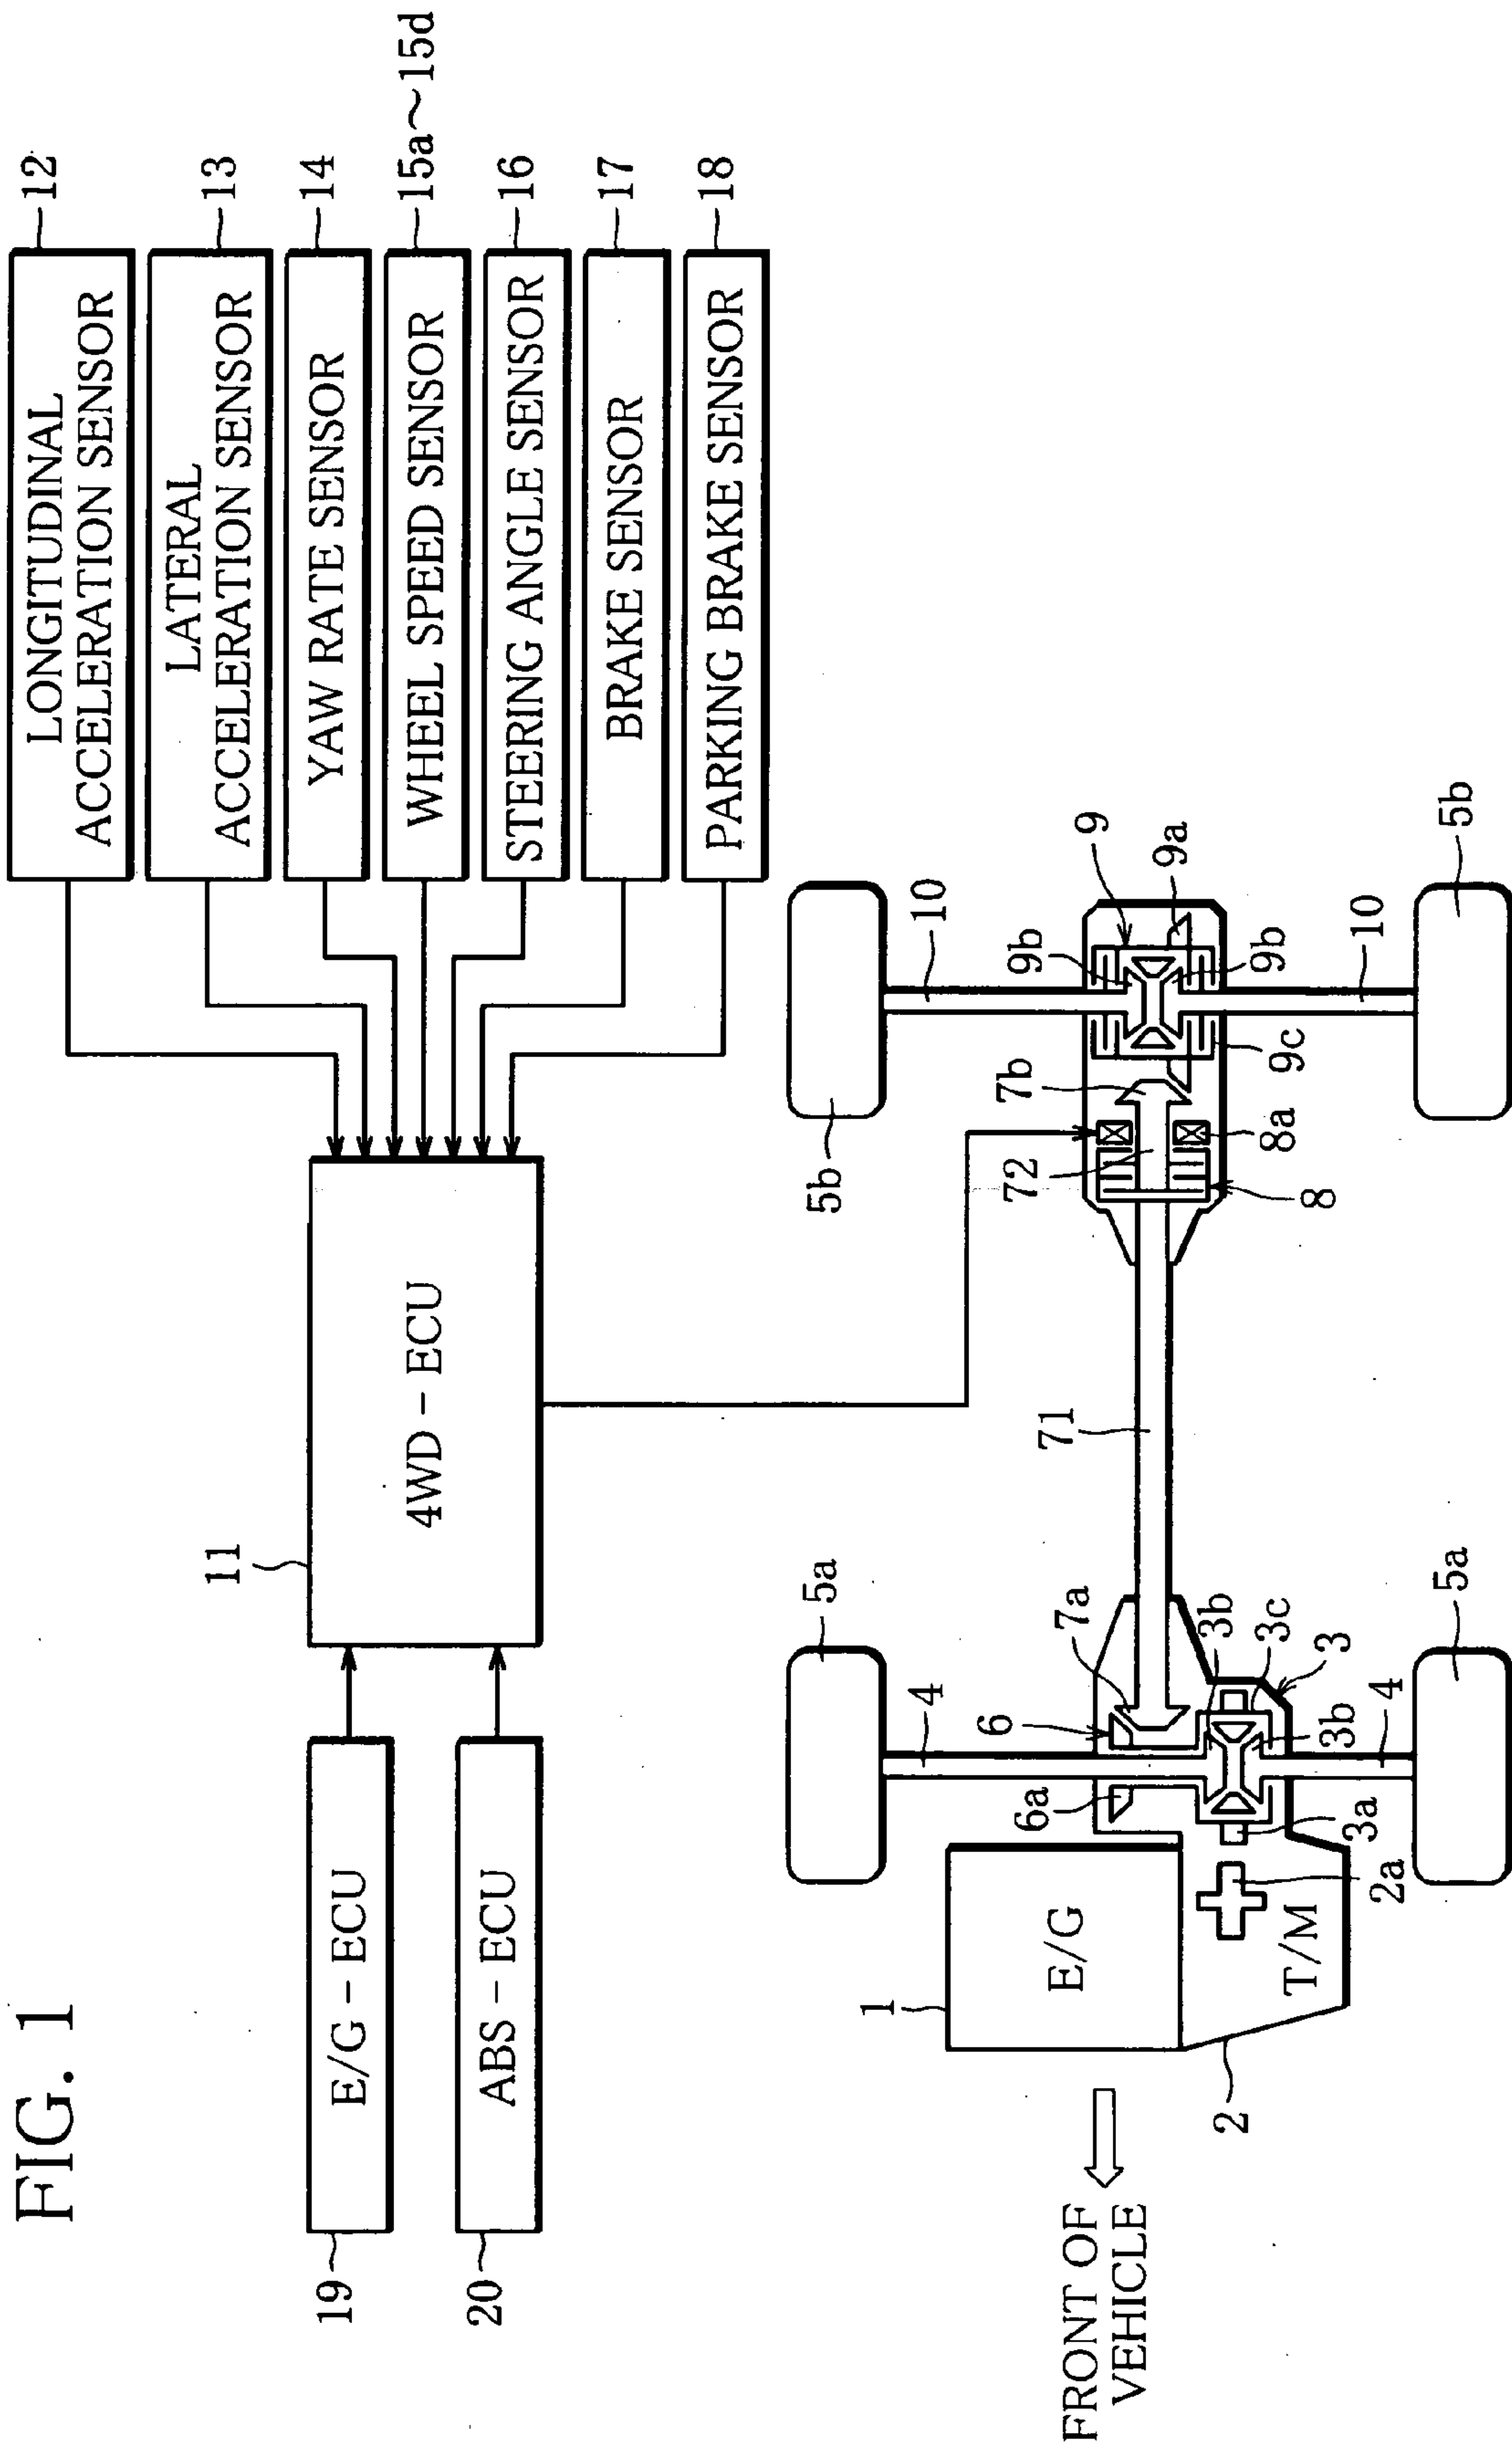 FIG. 1
LONGITUDINAL
ACCELERATION SENSOR
12
LATERAL
ACCELERATION SENSOR
13
YAW RATE SENSOR
14
WHEEL SPEED SENSOR
15a~15d
STEERING ANGLE SENSOR
16
BRAKE SENSOR
17
PARKING BRAKE SENSOR
18
11
4WD-ECU
19
E/G-ECU
20
ABS-ECU
FRONT OF
VEHICLE
1
E/G
2
T/M
2a
3a
3b
3b
3c
3
4
4
5a
5a
6
6a
7a
71
72
7b
8
8a
9
9a
9b
9b
9c
10
10
5b
5b